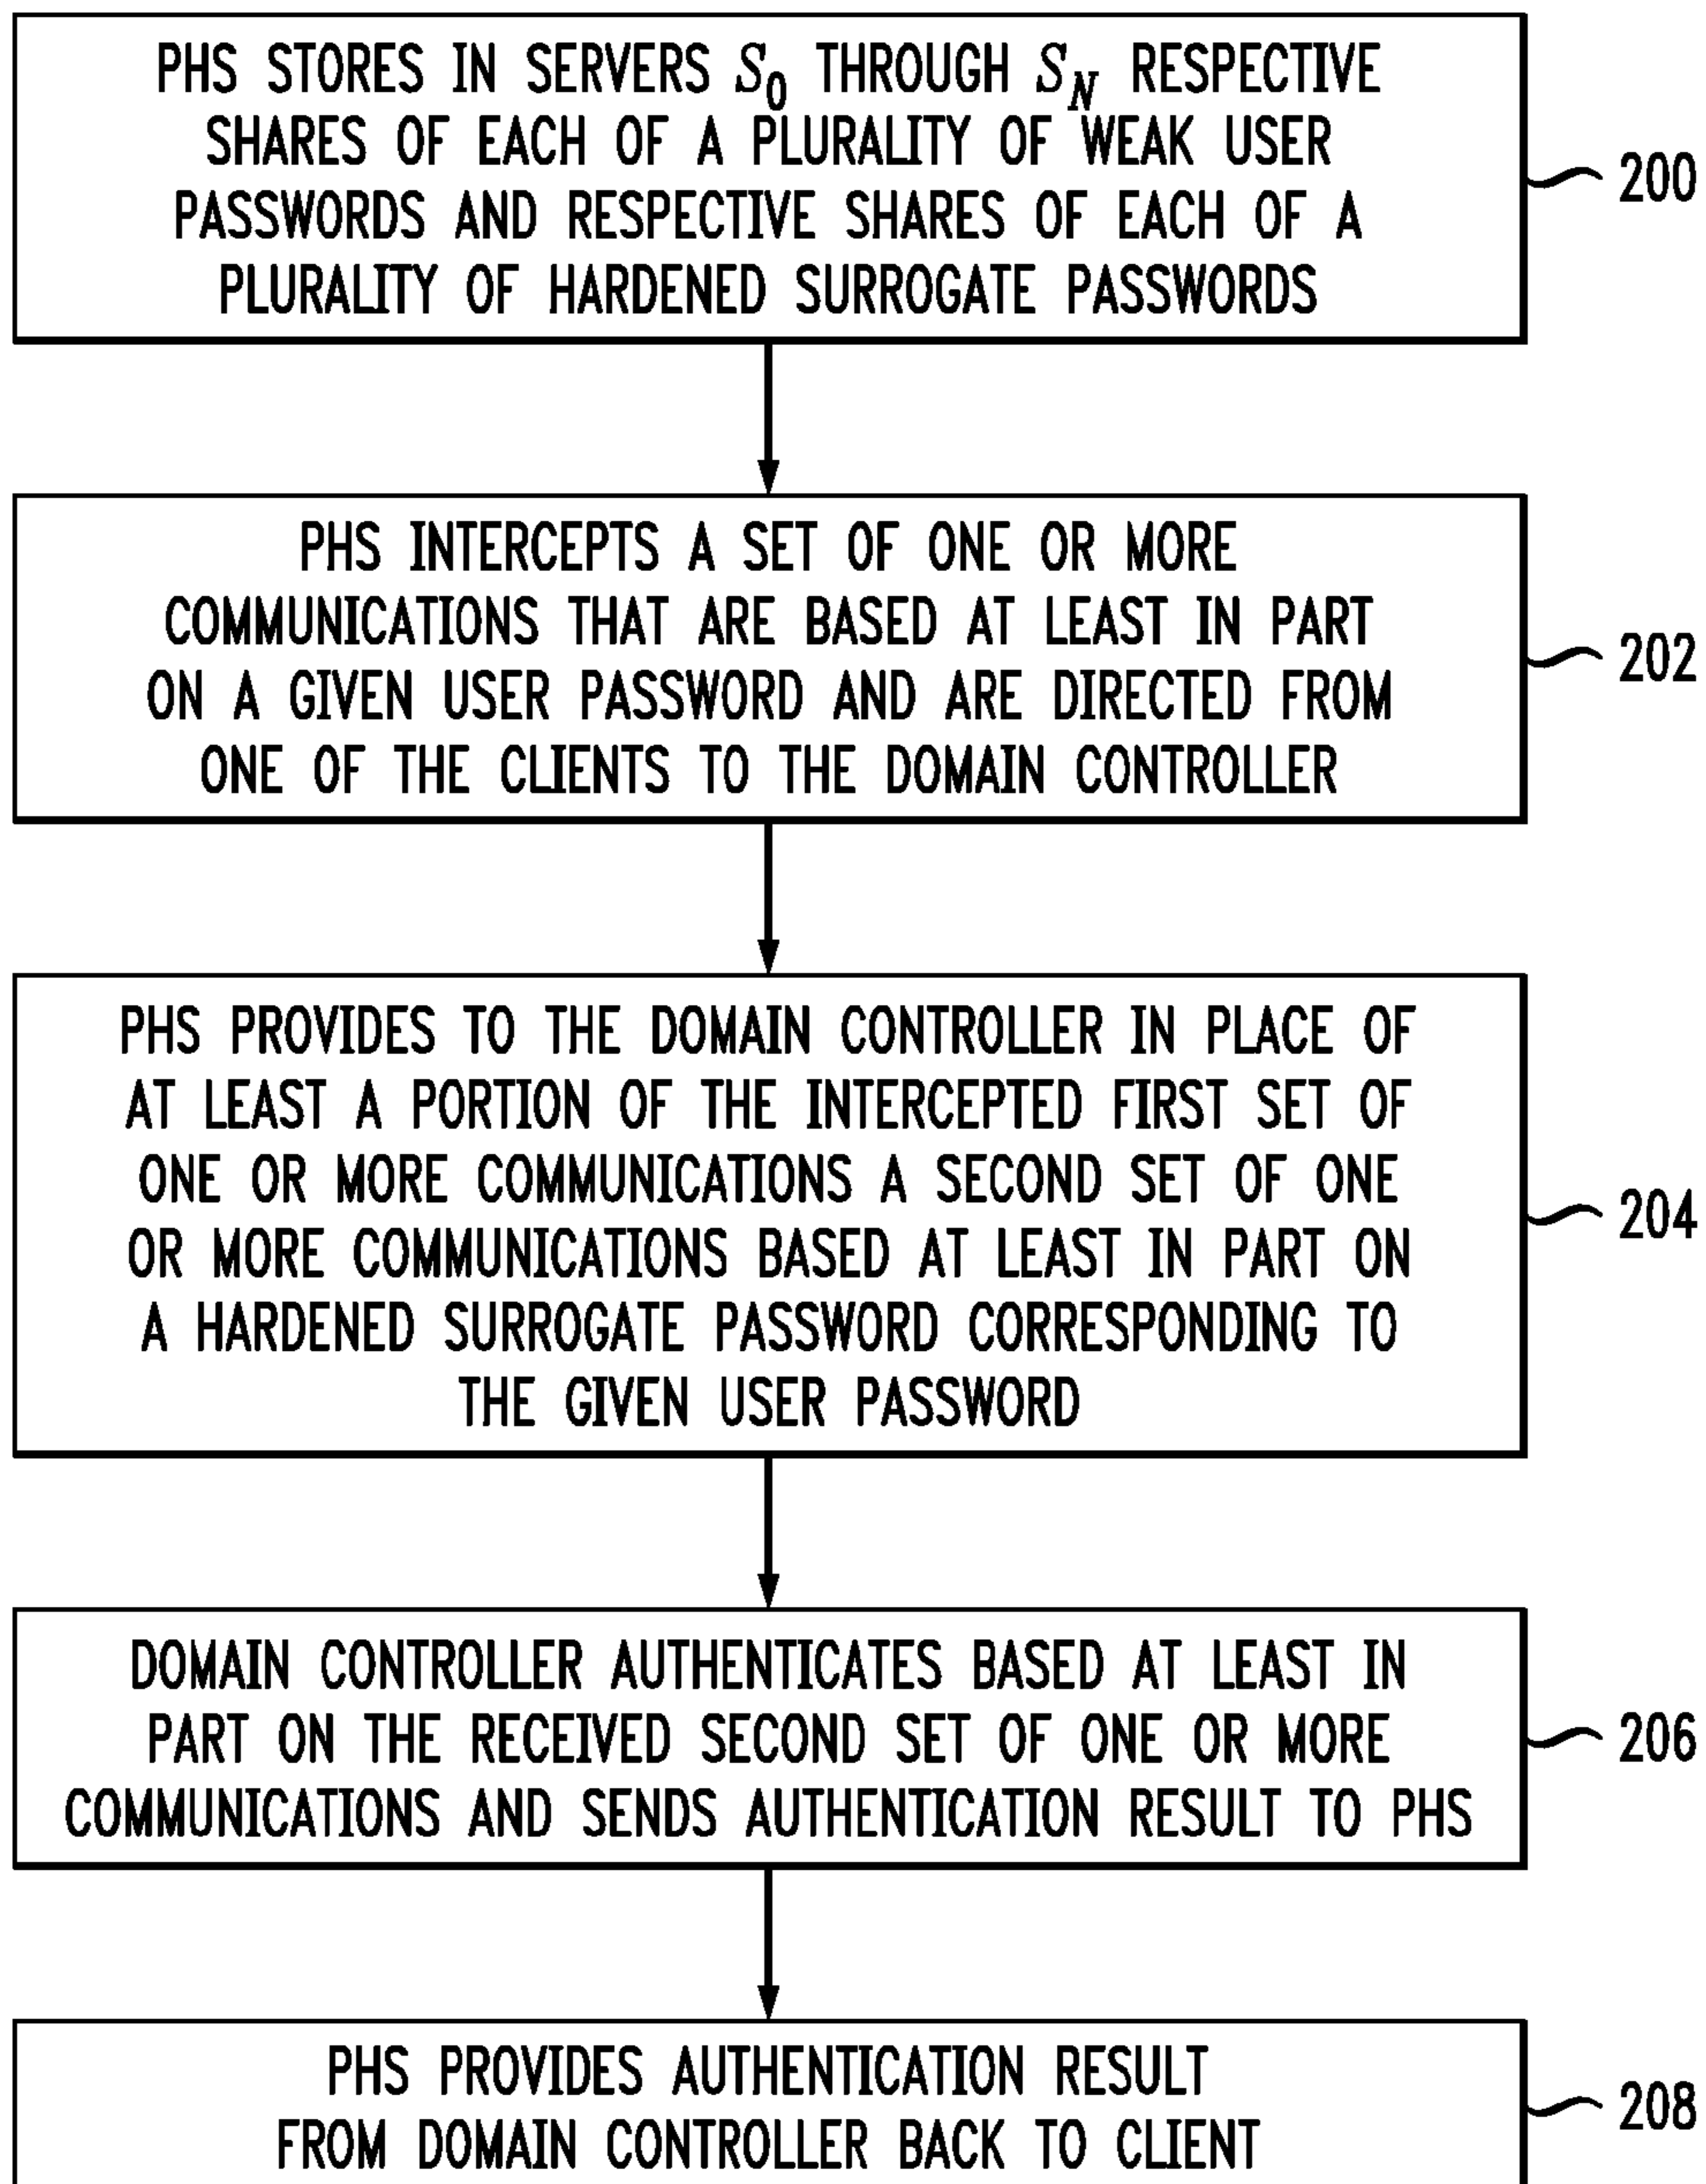 PHS STORES IN SERVERS S0 THROUGH SN RESPECTIVE
SHARES OF EACH OF A PLURALITY OF WEAK USER
PASSWORDS AND RESPECTIVE SHARES OF EACH OF A
PLURALITY OF HARDENED SURROGATE PASSWORDS
200
PHS INTERCEPTS A SET OF ONE OR MORE
COMMUNICATIONS THAT ARE BASED AT LEAST IN PART
ON A GIVEN USER PASSWORD AND ARE DIRECTED FROM
ONE OF THE CLIENTS TO THE DOMAIN CONTROLLER
202
PHS PROVIDES TO THE DOMAIN CONTROLLER IN PLACE OF
AT LEAST A PORTION OF THE INTERCEPTED FIRST SET OF
ONE OR MORE COMMUNICATIONS A SECOND SET OF ONE
OR MORE COMMUNICATIONS BASED AT LEAST IN PART ON
A HARDENED SURROGATE PASSWORD CORRESPONDING TO
THE GIVEN USER PASSWORD
204
DOMAIN CONTROLLER AUTHENTICATES BASED AT LEAST IN
PART ON THE RECEIVED SECOND SET OF ONE OR MORE
COMMUNICATIONS AND SENDS AUTHENTICATION RESULT TO PHS
206
PHS PROVIDES AUTHENTICATION RESULT
FROM DOMAIN CONTROLLER BACK TO CLIENT
208